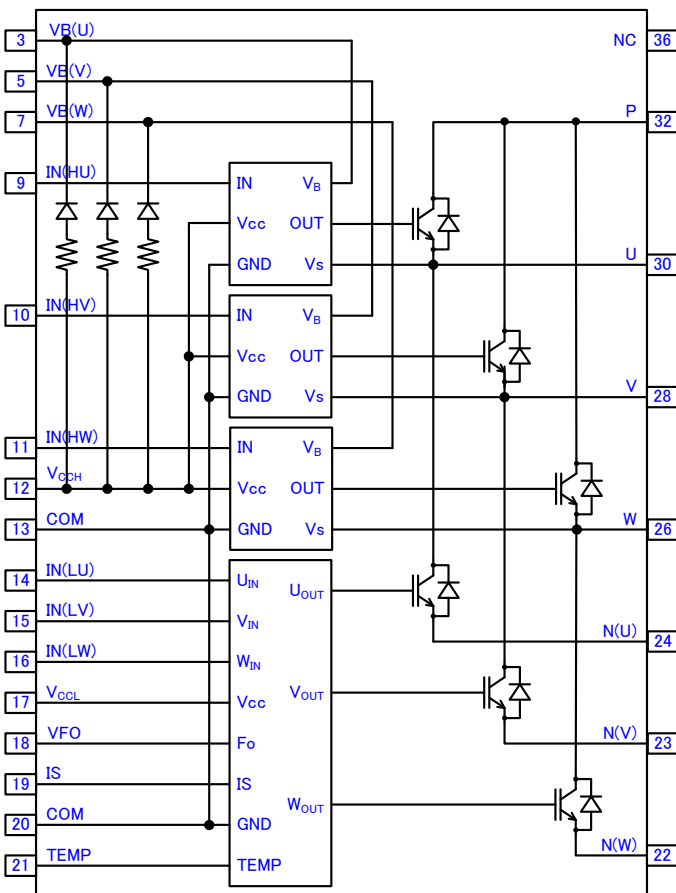 3 VB(U)
5 VB(V)
7 VB(W)
9 IN(HU)
10 IN(HV)
11 IN(HW)
12 VCCH
13 COM
14 IN(LU)
15 IN(LV)
16 IN(LW)
17 VCCL
18 VFO
19 IS
20 COM
21 TEMP
IN VB
Vcc OUT
GND Vs
IN VB
Vcc OUT
GND Vs
IN VB
Vcc OUT
GND Vs
UIN UOUT
VIN
WIN
Vcc VOUT
Fo
IS
WOUT
GND
TEMP
NC 36
P 32
U 30
V 28
W 26
N(U) 24
N(V) 23
N(W) 22